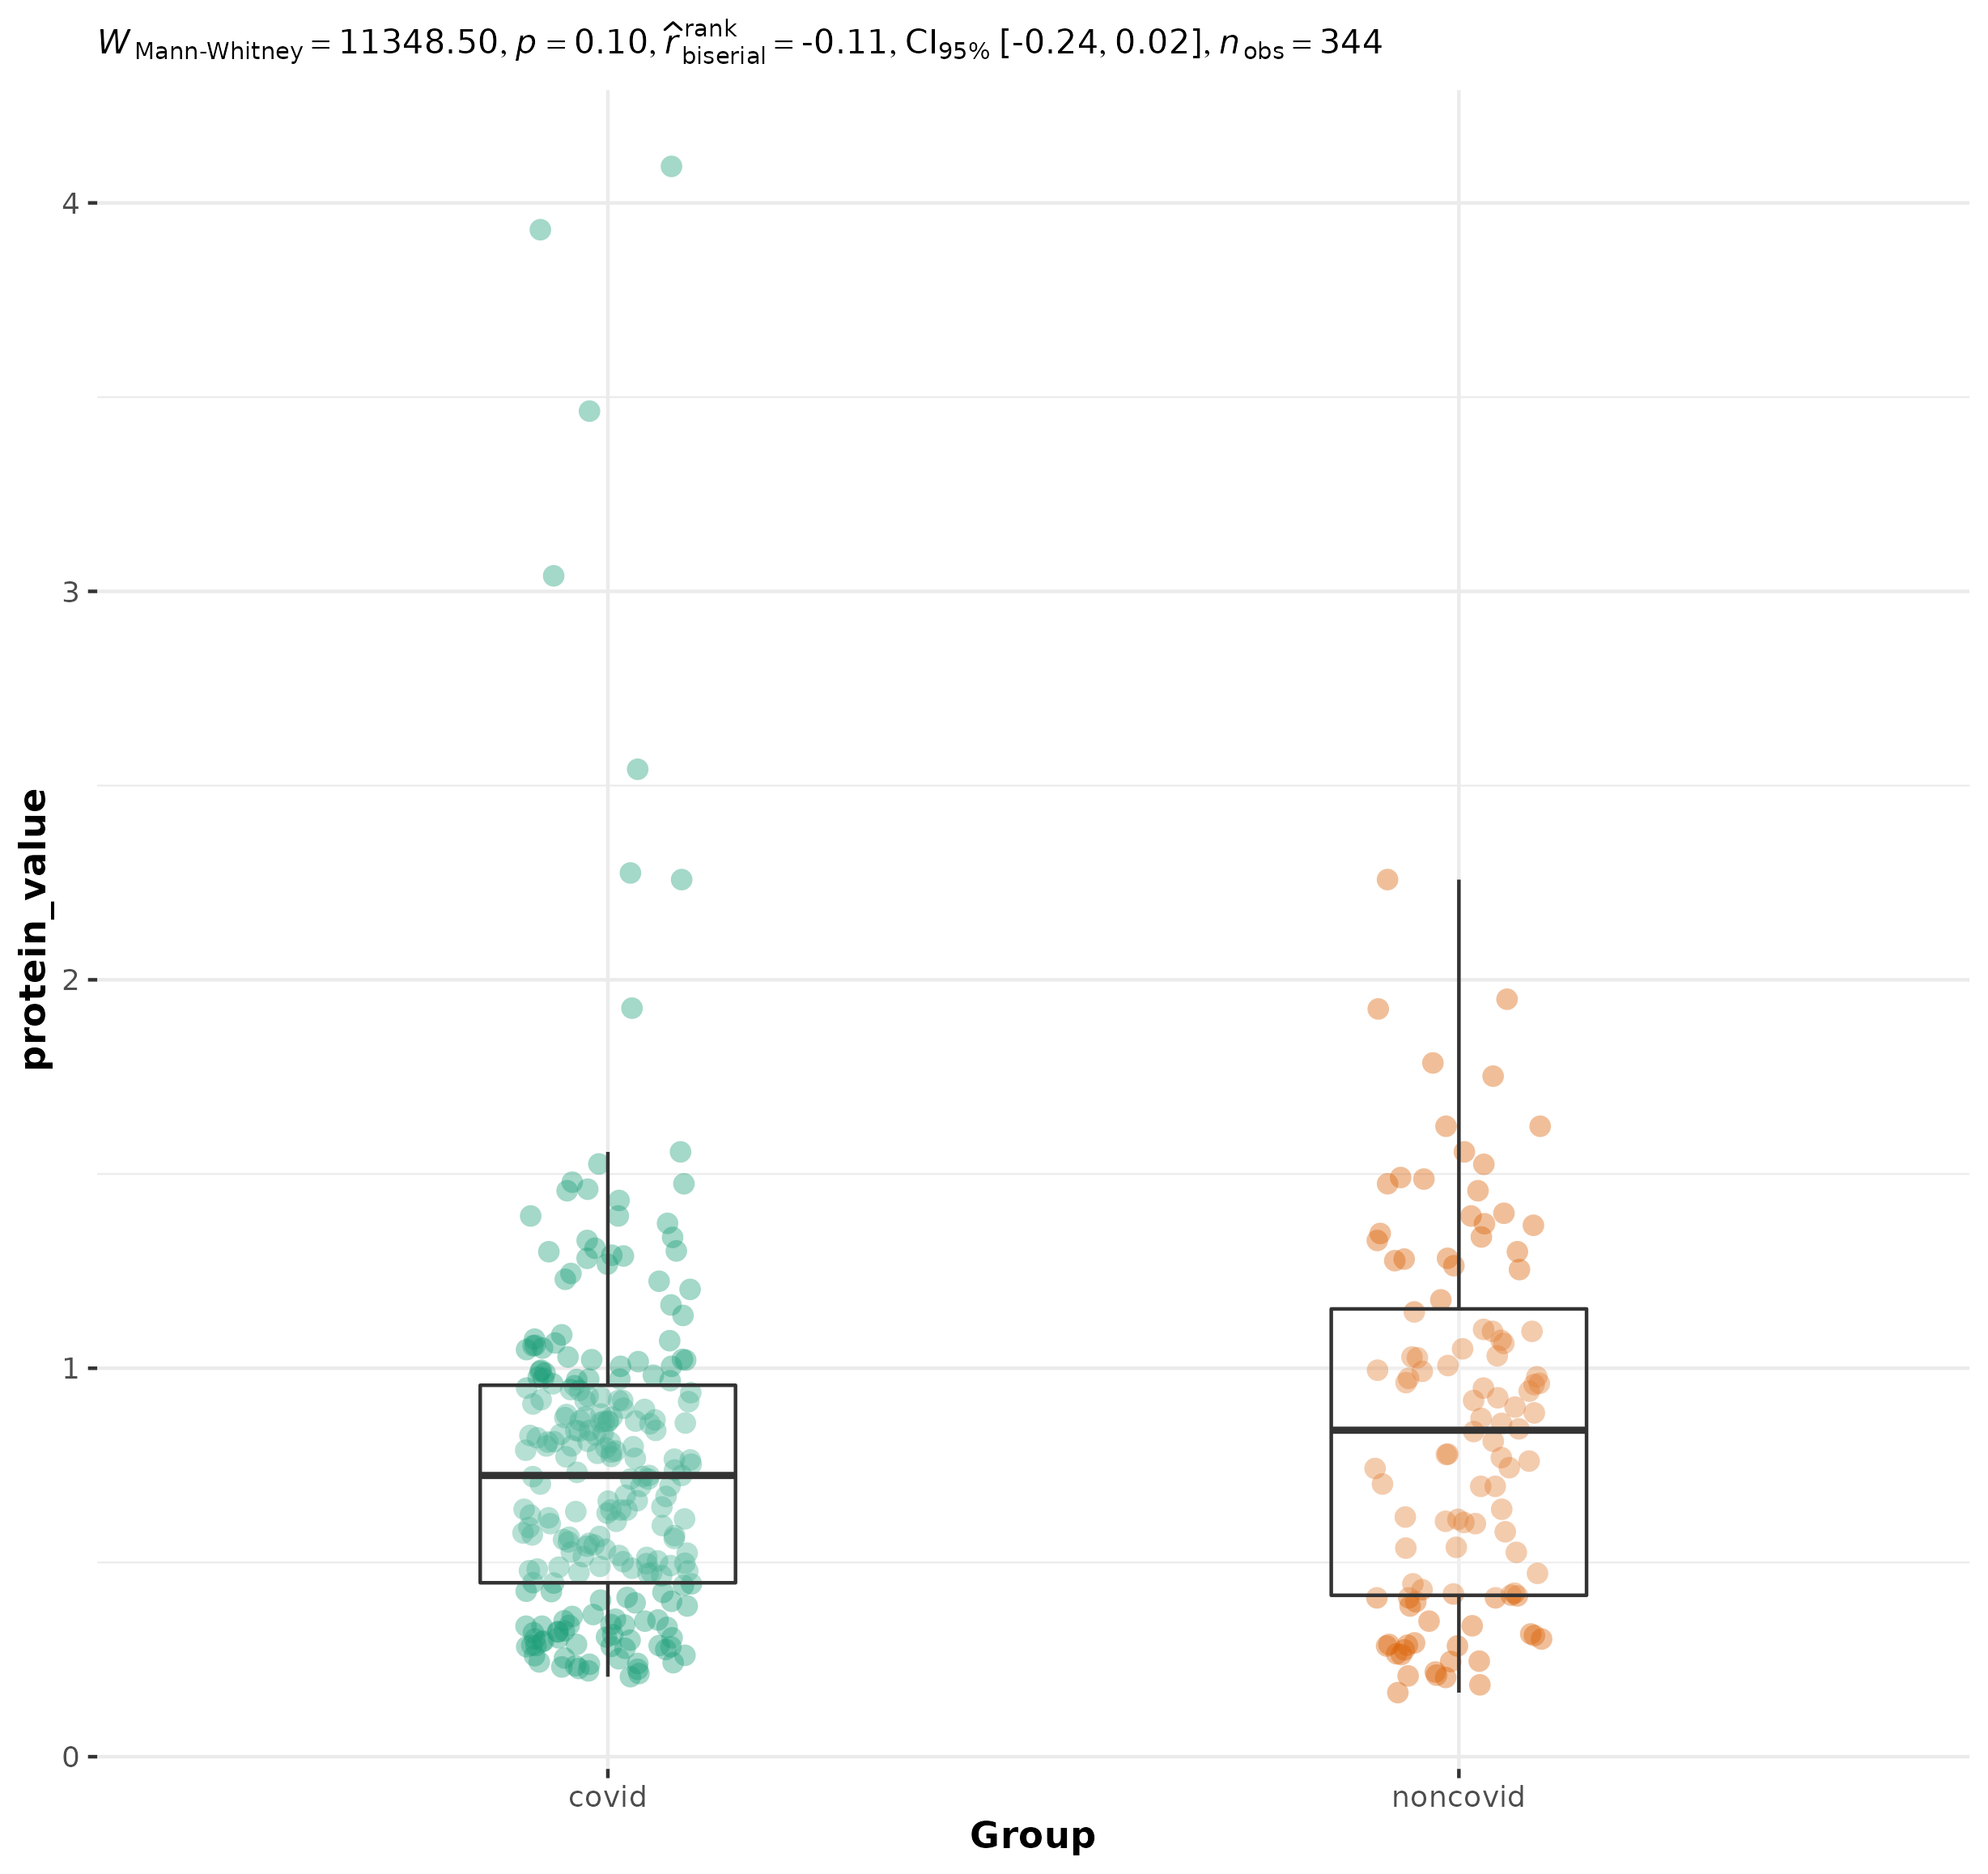 W Mann-Whitney = 11348.50, p = 0.10, r̂ rank biserial = -0.11, CI95% [-0.24, 0.02], n obs = 344
4
3
2
1
0
protein_value
covid noncovid
Group